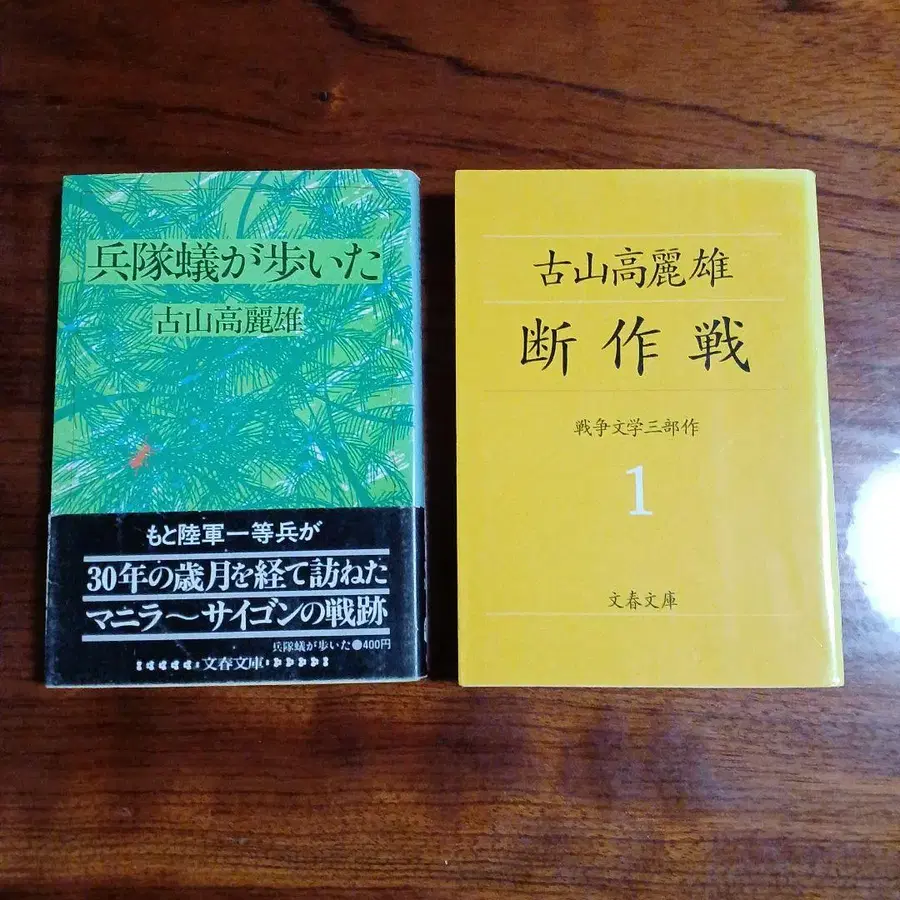 兵隊蟻が歩いた
古山高麗雄
もと陸軍一等兵が
30年の歳月を経て訪ねた
マニラ〜サイゴンの戦跡
兵隊蟻が歩いた●400円
文春文庫
古山高麗雄
断作戦
戦争文学三部作
1
文春文庫